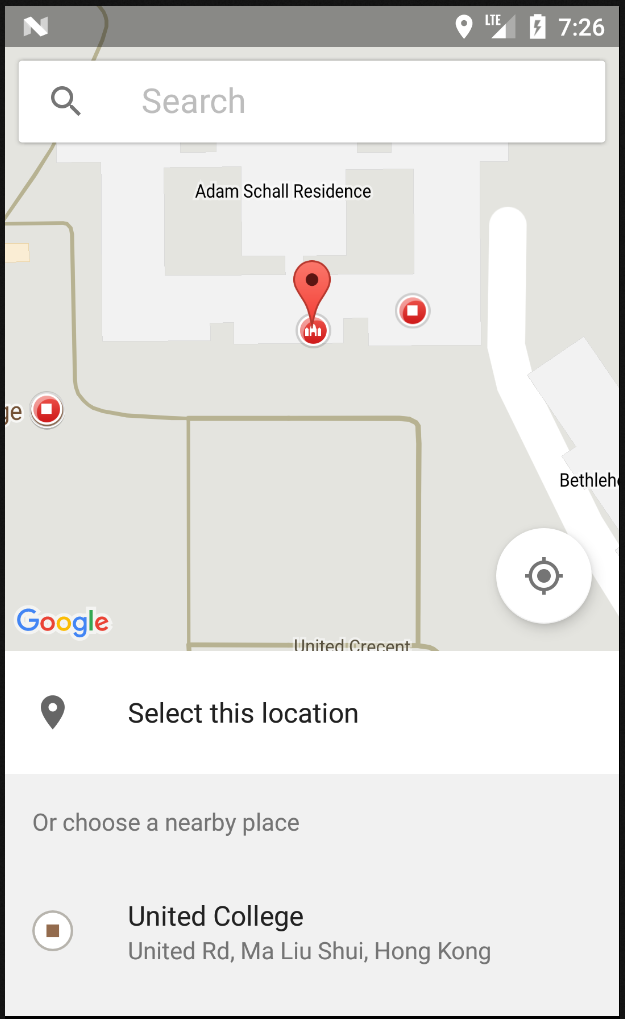 LTE
7:26
Search
Adam Schall Residence
ge
Bethlehe
Google
United Crecent
Select this location
Or choose a nearby place
United College
United Rd, Ma Liu Shui, Hong Kong